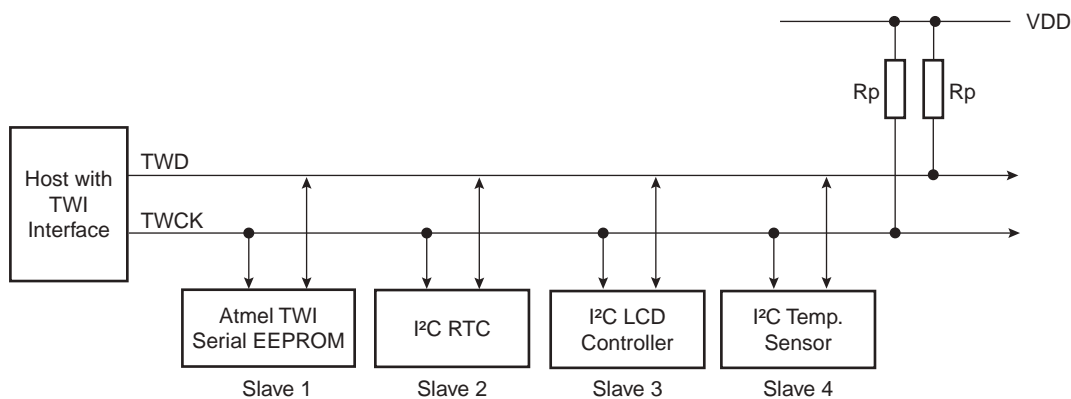 VDD
Rp Rp
Host with
TWI
Interface
TWD
TWCK
Atmel TWI
Serial EEPROM
Slave 1
I²C RTC
Slave 2
I²C LCD
Controller
Slave 3
I²C Temp.
Sensor
Slave 4